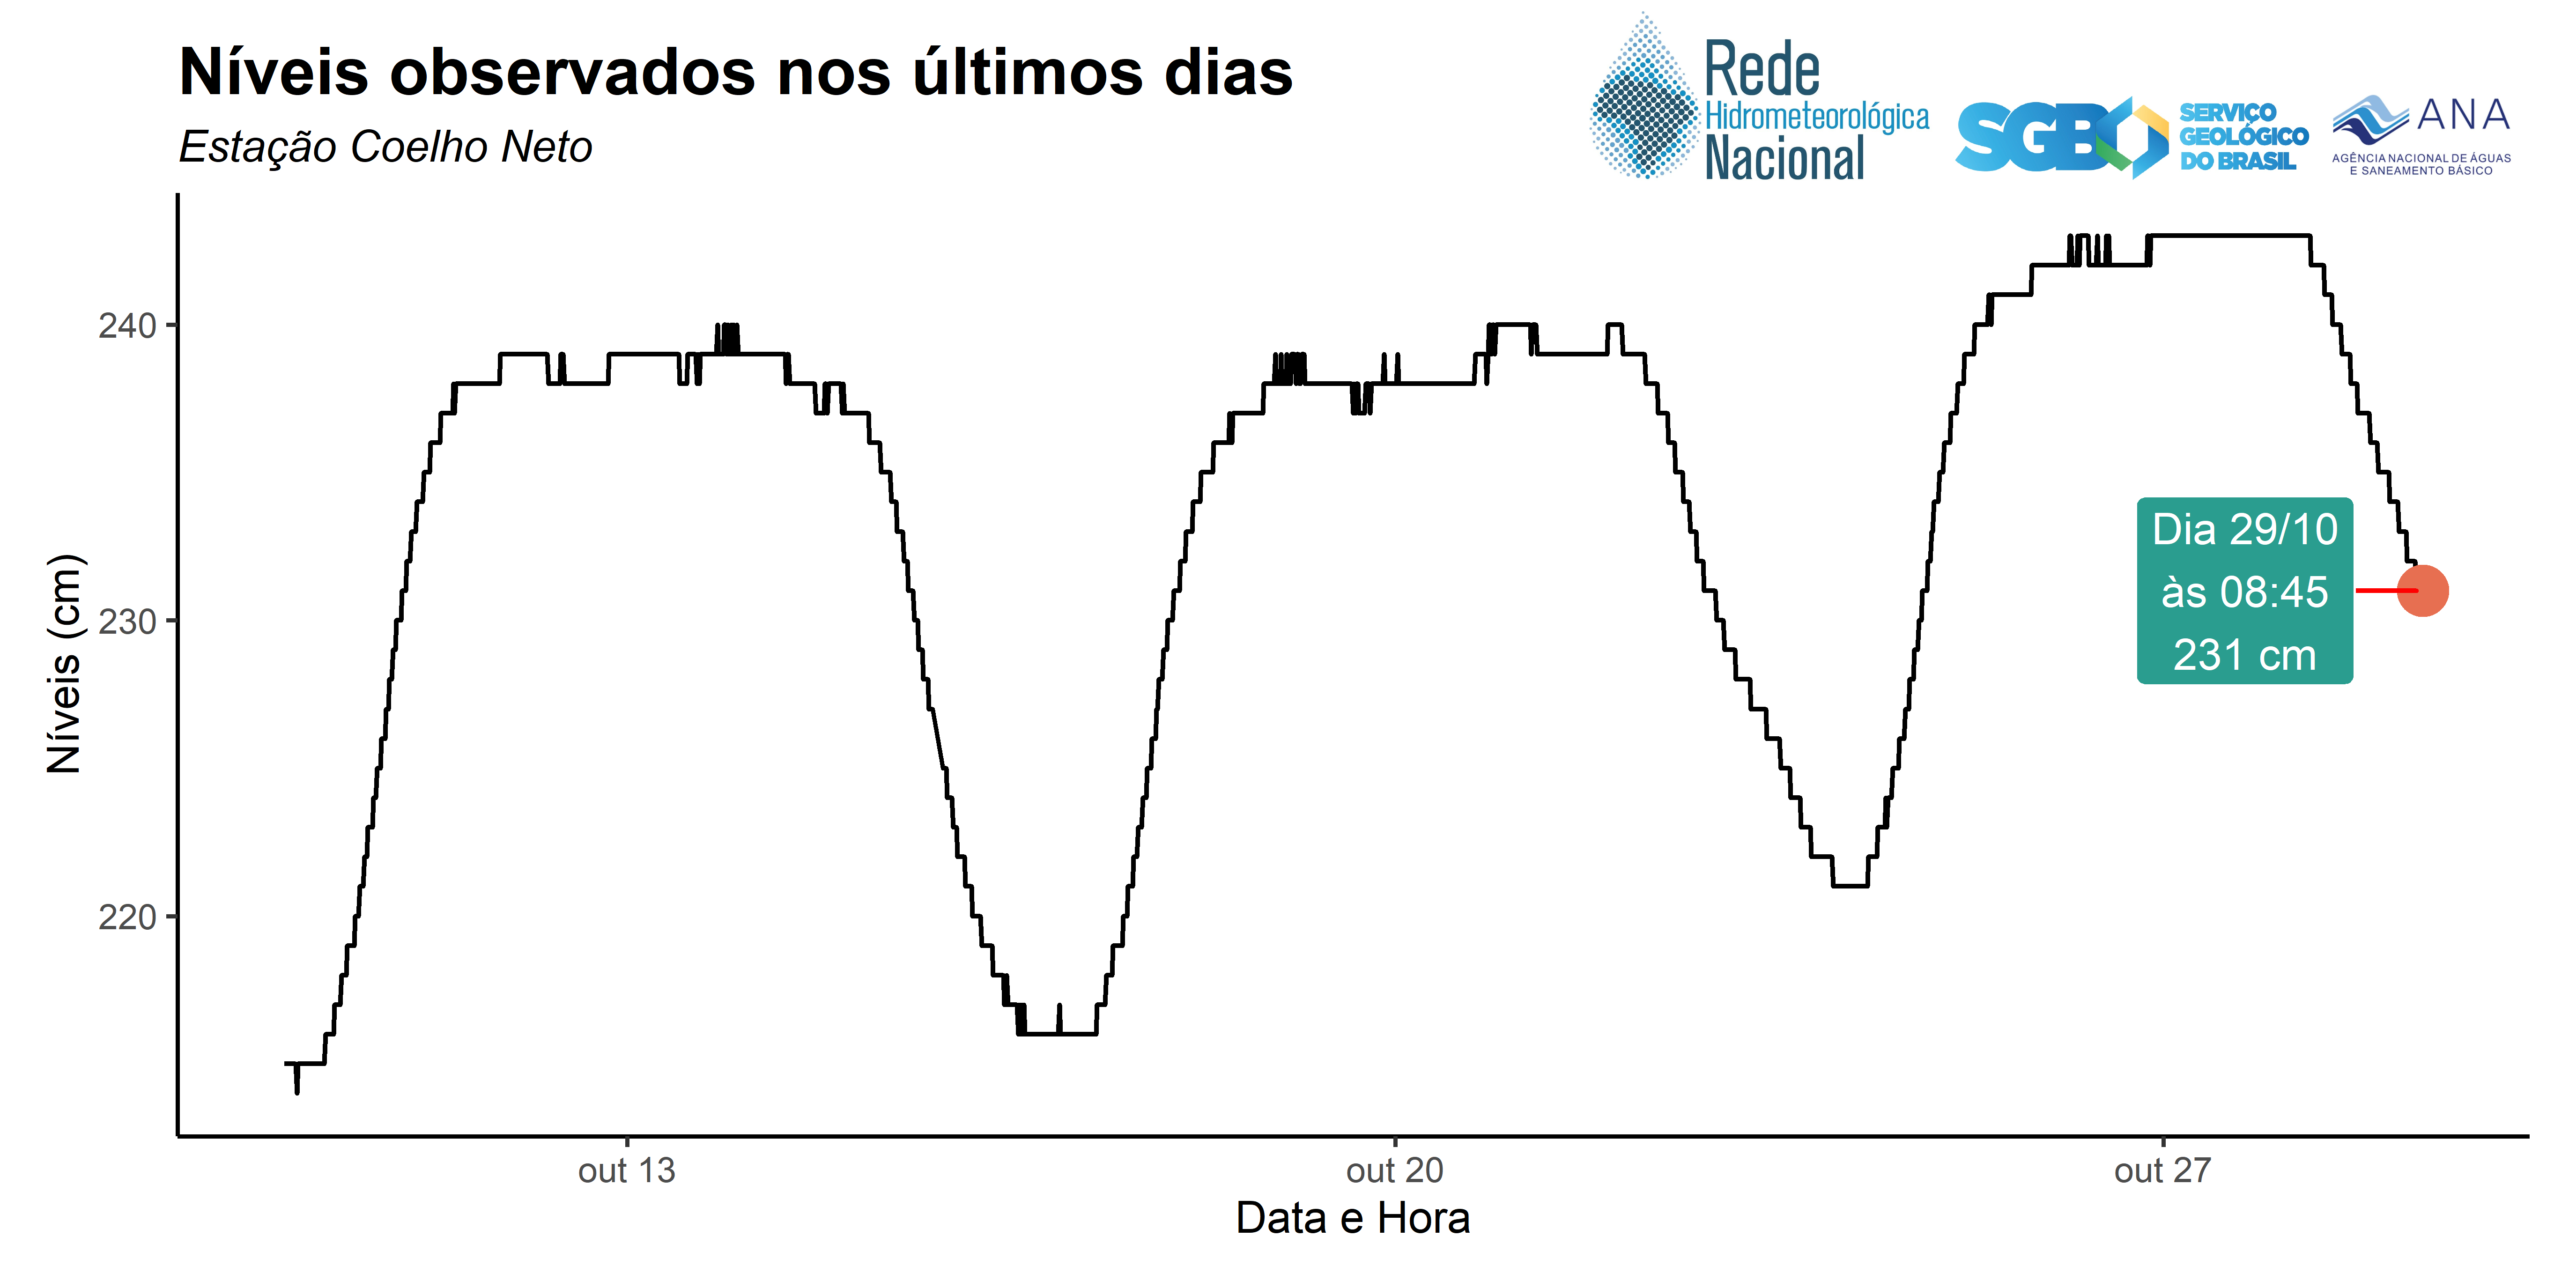 Níveis observados nos últimos dias
Estação Coelho Neto
Rede
Hidrometeorológica
Nacional
SGB
SERVIÇO
GEOLÓGICO
DO BRASIL
ANA
AGÊNCIA NACIONAL DE ÁGUAS
E SANEAMENTO BÁSICO
Níveis (cm)
240
230
220
Dia 29/10
às 08:45
231 cm
out 13
out 20
out 27
Data e Hora